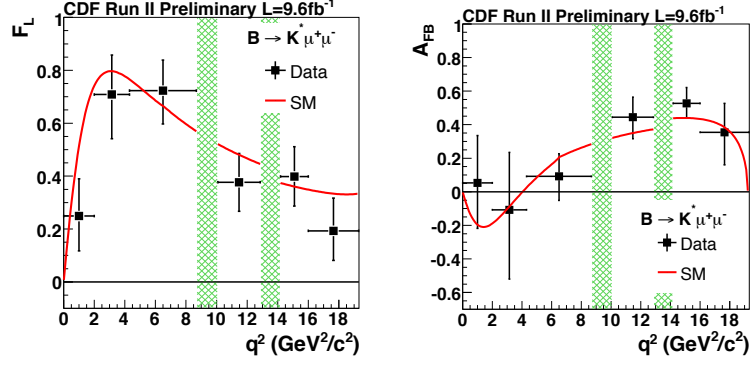 CDF Run II Preliminary L=9.6fb⁻¹
F_L
B → K*μ⁺μ⁻
Data
SM
1
0.8
0.6
0.4
0.2
0
0 2 4 6 8 10 12 14 16 18
q² (GeV²/c²)
CDF Run II Preliminary L=9.6fb⁻¹
A_FB
1
0.8
0.6
0.4
0.2
0
-0.2
-0.4
-0.6
B → K*μ⁺μ⁻
Data
SM
0 2 4 6 8 10 12 14 16 18
q² (GeV²/c²)